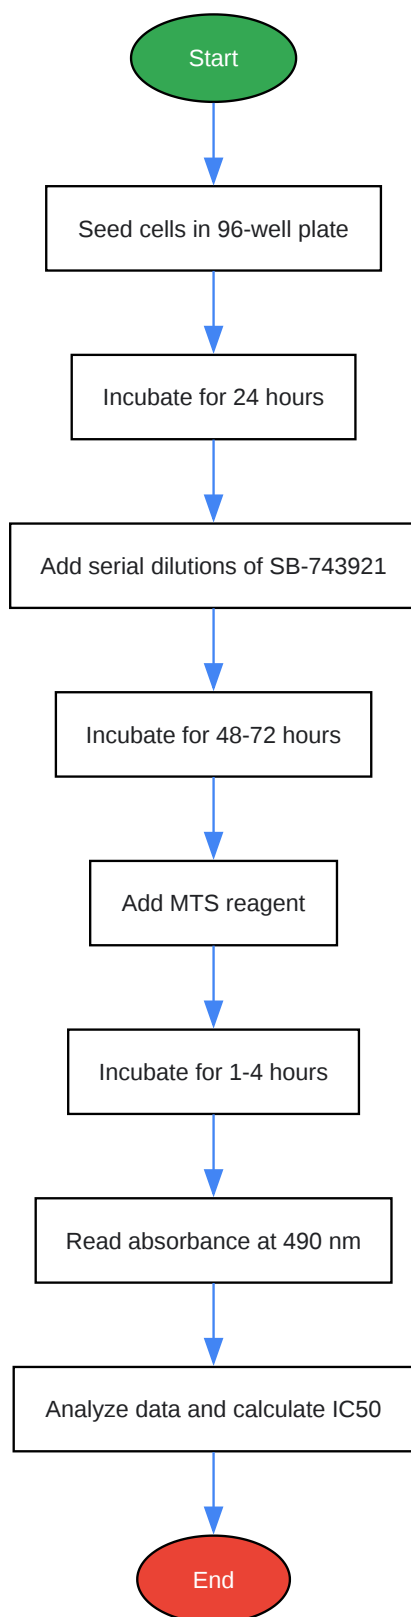 Start
Seed cells in 96-well plate
Incubate for 24 hours
Add serial dilutions of SB-743921
Incubate for 48-72 hours
Add MTS reagent
Incubate for 1-4 hours
Read absorbance at 490 nm
Analyze data and calculate IC50
End